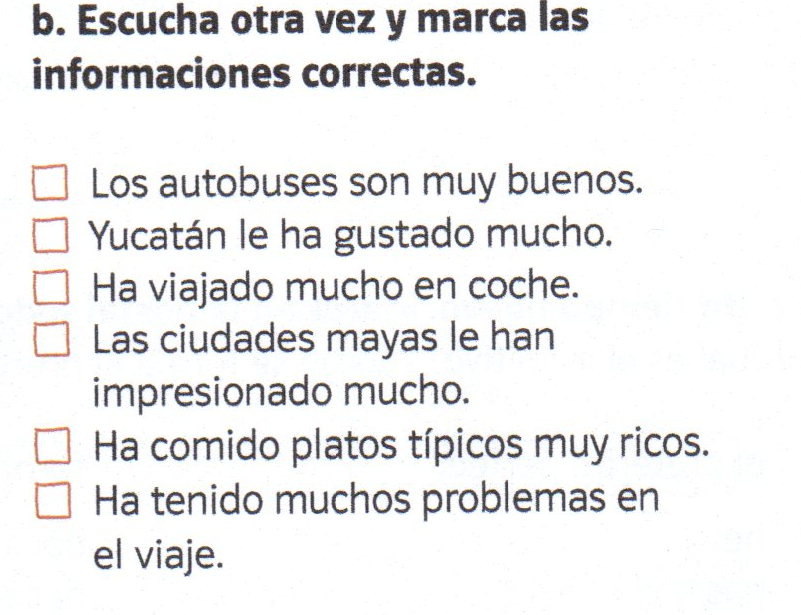 b. Escucha otra vez y marca las
informaciones correctas.
Los autobuses son muy buenos.
Yucatán le ha gustado mucho.
Ha viajado mucho en coche.
Las ciudades mayas le han
impresionado mucho.
Ha comido platos típicos muy ricos.
Ha tenido muchos problemas en
el viaje.